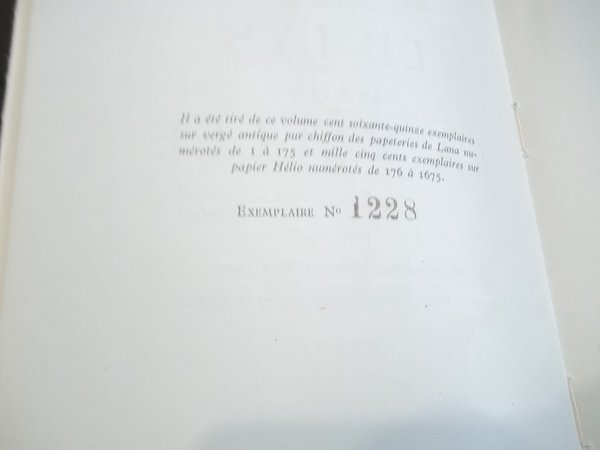 Il a été tiré de ce volume cent soixante-quinze exemplaires
sur vergé antique pur chiffon des papeteries de Lana nu-
mérotés de 1 à 175 et mille cinq cents exemplaires sur
papier Hélio numérotés de 176 à 1675.
EXEMPLAIRE No 1228